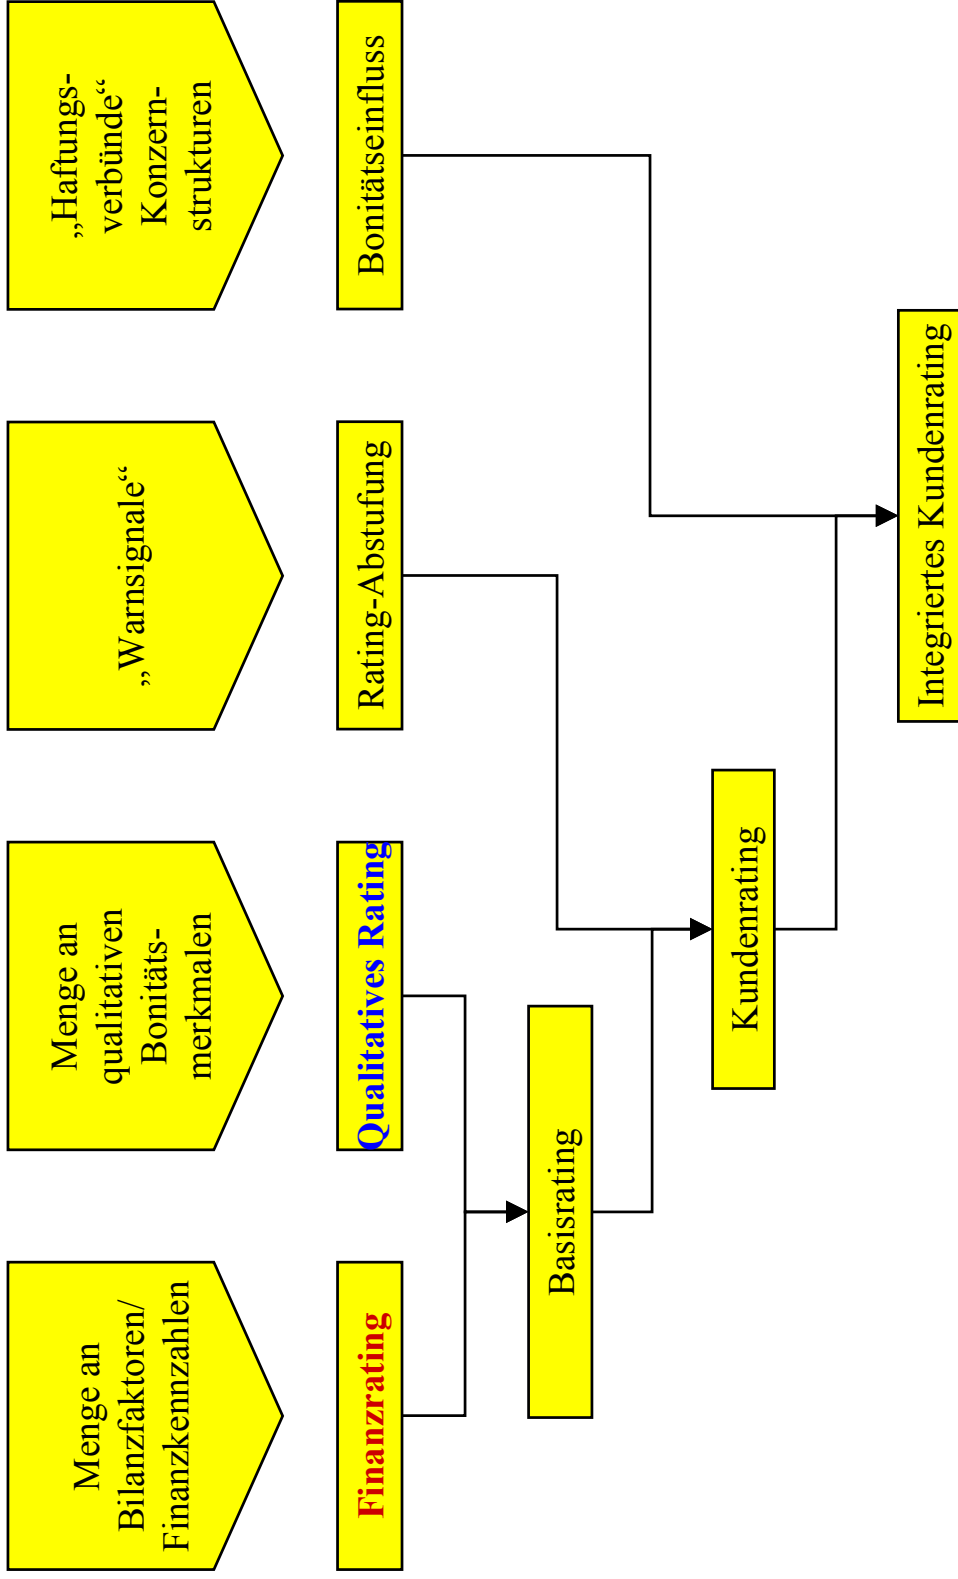 Menge an
Bilanzfaktoren/
Finanzkennzahlen
Menge an
qualitativen
Bonitäts-
merkmalen
„Warnsignale“
„Haftungs-
verbünde“
Konzern-
strukturen
Finanzrating
Qualitatives Rating
Rating-Abstufung
Bonitätseinfluss
Basisrating
Kundenrating
Integriertes Kundenrating